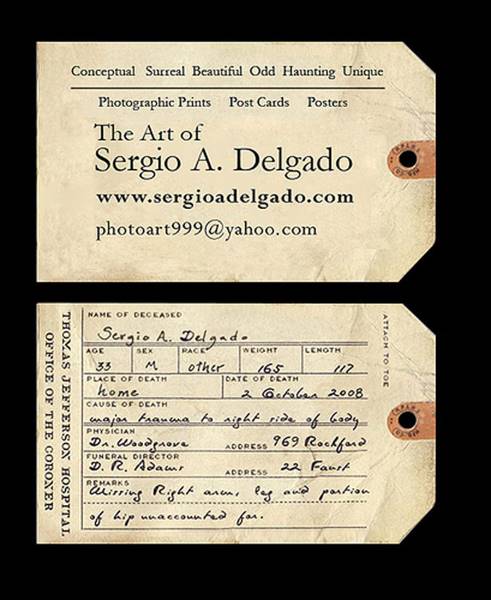 Conceptual Surreal Beautiful Odd Haunting Unique
Photographic Prints Post Cards Posters
The Art of
Sergio A. Delgado
www.sergioadelgado.com
photoart999@yahoo.com
THOMAS JEFFERSON HOSPITAL
OFFICE OF THE CORONER
NAME OF DECEASED
Sergio A. Delgado
AGE SEX RACE WEIGHT LENGTH
33 M other 165 117
PLACE OF DEATH DATE OF DEATH
home 2 October 2008
CAUSE OF DEATH
major trauma to right side of body
PHYSICIAN
Dr. Woodgrove ADDRESS 969 Rochford
FUNERAL DIRECTOR
D. R. Adams ADDRESS 22 Faust
REMARKS
Missing Right arm, leg and portion
of hip unaccounted for.
ATTACH TO TOE